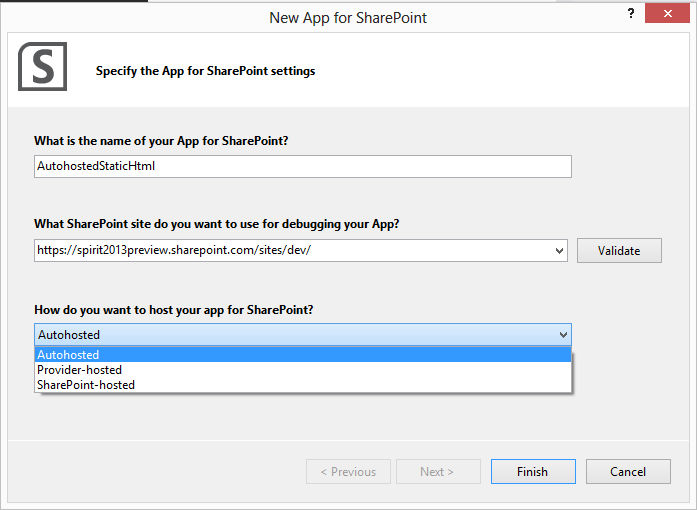 New App for SharePoint
?
S
Specify the App for SharePoint settings
What is the name of your App for SharePoint?
AutohostedStaticHtml
What SharePoint site do you want to use for debugging your App?
https://spirit2013preview.sharepoint.com/sites/dev/
Validate
How do you want to host your app for SharePoint?
Autohosted
Autohosted
Provider-hosted
SharePoint-hosted
< Previous
Next >
Finish
Cancel